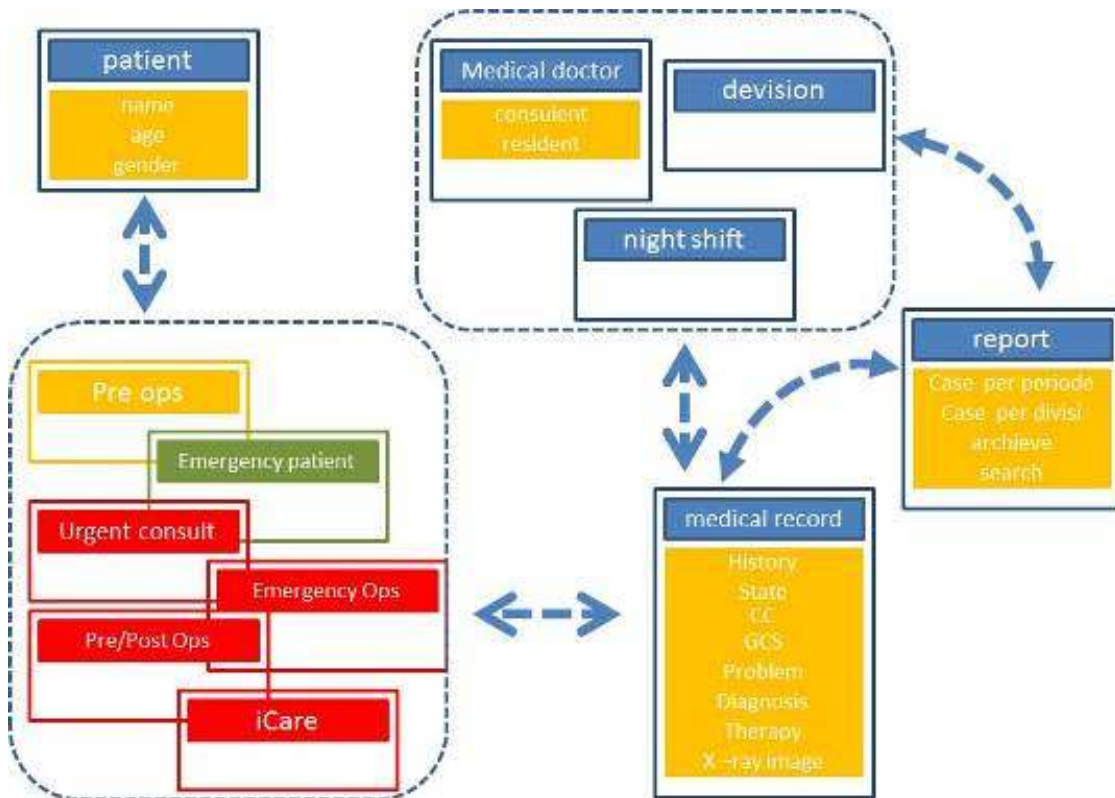 patient
name
age
gender
Medical doctor
consulent
resident
devision
night shift
report
Case per periode
Case per divisi
archieve
search
Pre ops
Emergency patient
Urgent consult
Emergency Ops
Pre/Post Ops
iCare
medical record
History
State
CC
GCS
Problem
Diagnosis
Therapy
X -ray image